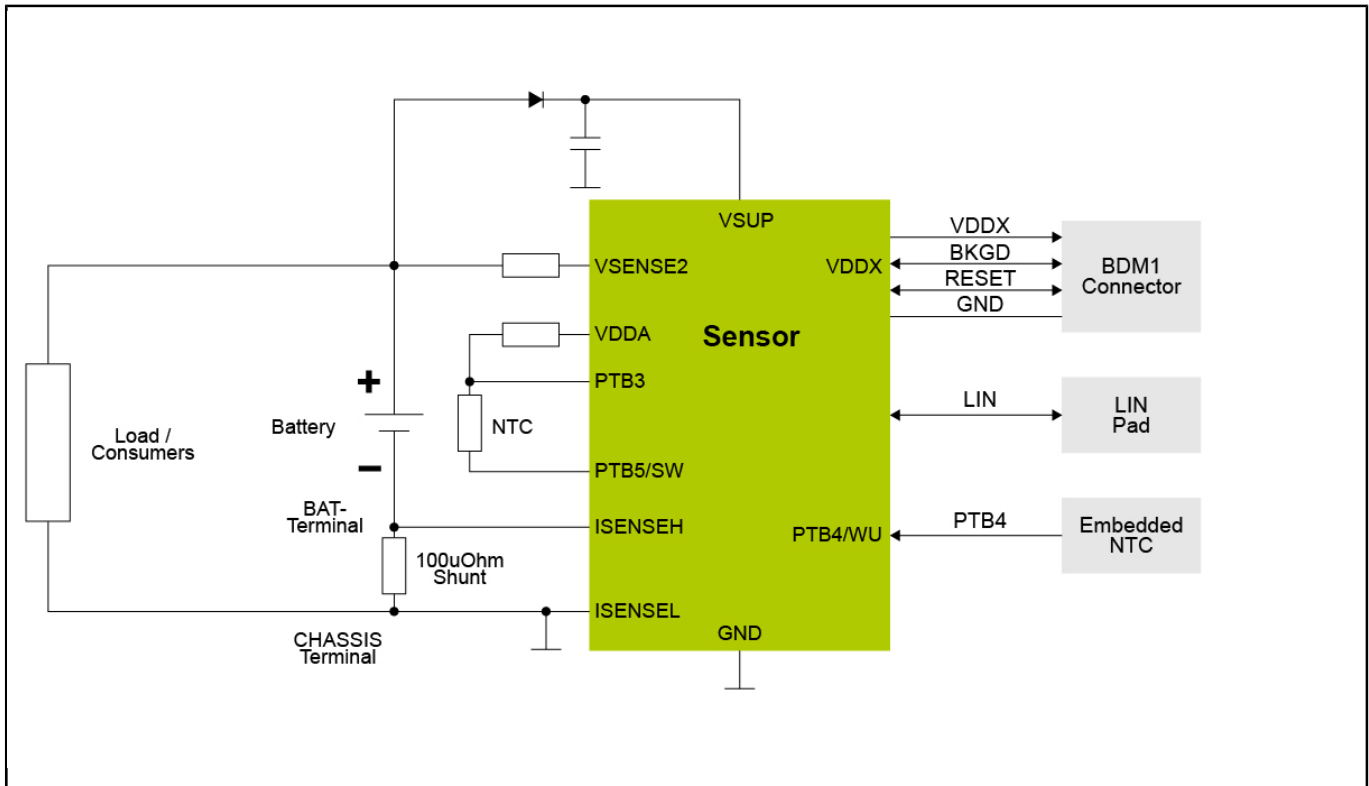 VSUP
VSENSE2
VDDX
VDDA
Sensor
PTB3
NTC
PTB5/SW
ISENSEH
PTB4/WU
ISENSEL
GND
VDDX
BKGD
RESET
GND
BDM1
Connector
LIN
LIN
Pad
PTB4
Embedded
NTC
Load /
Consumers
+
Battery
−
BAT-
Terminal
100uOhm
Shunt
CHASSIS
Terminal